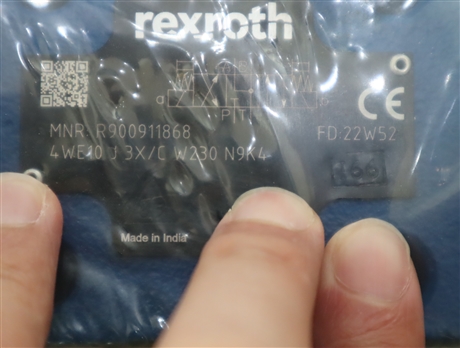 rexroth
a
P T
CE
MNR: R900911868
FD:22W52
4WE10 J 3X/C W230 N9K4
Made in India